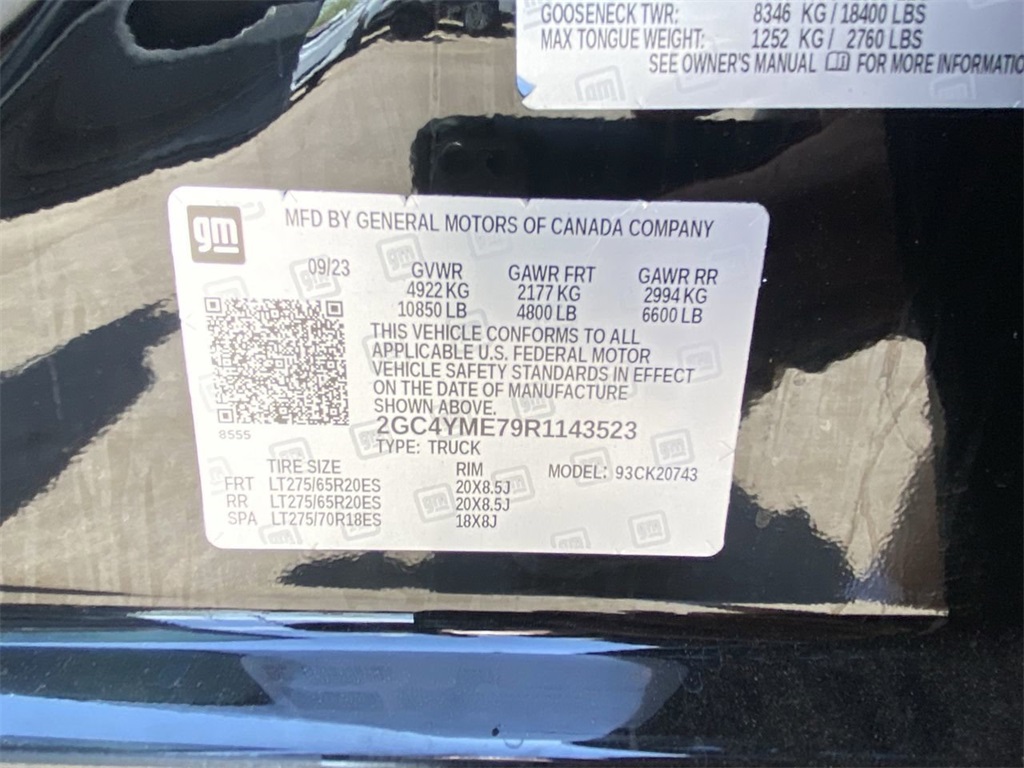 GOOSENECK TWR: 8346 KG / 18400 LBS
MAX TONGUE WEIGHT: 1252 KG / 2760 LBS
SEE OWNER'S MANUAL FOR MORE INFORMATIO
gm
MFD BY GENERAL MOTORS OF CANADA COMPANY
09/23 GVWR GAWR FRT GAWR RR
4922 KG 2177 KG 2994 KG
10850 LB 4800 LB 6600 LB
THIS VEHICLE CONFORMS TO ALL
APPLICABLE U.S. FEDERAL MOTOR
VEHICLE SAFETY STANDARDS IN EFFECT
ON THE DATE OF MANUFACTURE
SHOWN ABOVE.
8555
2GC4YME79R1143523
TYPE: TRUCK
TIRE SIZE RIM MODEL: 93CK20743
FRT LT275/65R20ES 20X8.5J
RR LT275/65R20ES 20X8.5J
SPA LT275/70R18ES 18X8J